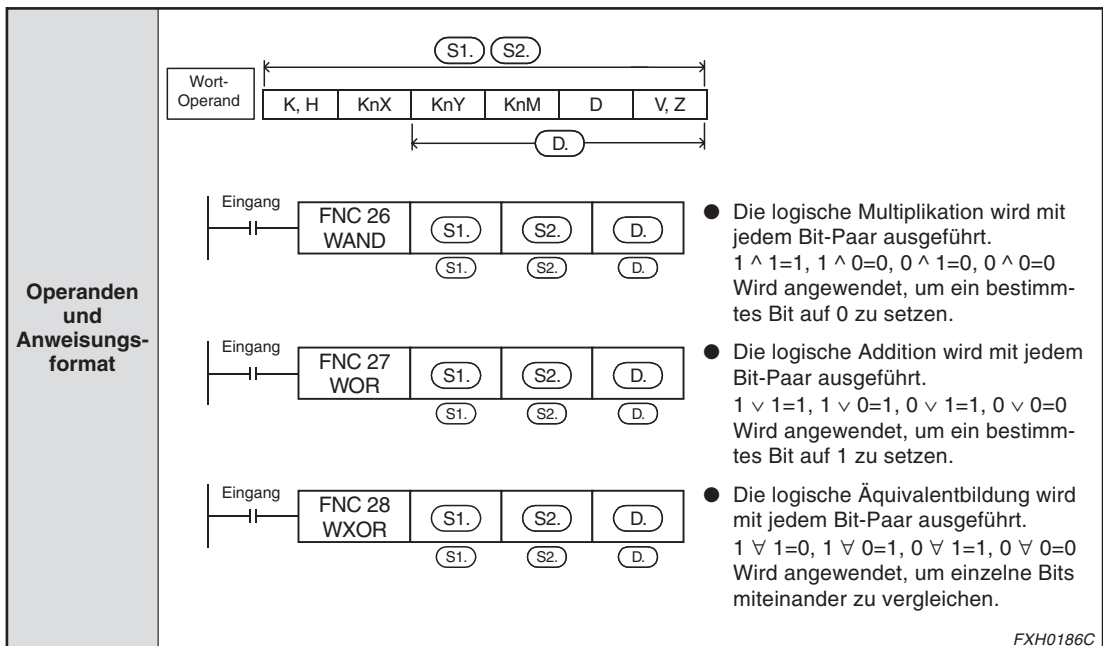 Operanden
und
Anweisungs-
format
S1. S2.
Wort-
Operand
K, H KnX KnY KnM D V, Z
D.
Eingang
FNC 26
WAND
S1. S2. D.
S1. S2. D.
● Die logische Multiplikation wird mit
jedem Bit-Paar ausgeführt.
1 ^ 1=1, 1 ^ 0=0, 0 ^ 1=0, 0 ^ 0=0
Wird angewendet, um ein bestimm-
tes Bit auf 0 zu setzen.
Eingang
FNC 27
WOR
S1. S2. D.
S1. S2. D.
● Die logische Addition wird mit jedem
Bit-Paar ausgeführt.
1 ∨ 1=1, 1 ∨ 0=1, 0 ∨ 1=1, 0 ∨ 0=0
Wird angewendet, um ein bestimm-
tes Bit auf 1 zu setzen.
Eingang
FNC 28
WXOR
S1. S2. D.
S1. S2. D.
● Die logische Äquivalentbildung wird
mit jedem Bit-Paar ausgeführt.
1 ∀ 1=0, 1 ∀ 0=1, 0 ∀ 1=1, 0 ∀ 0=0
Wird angewendet, um einzelne Bits
miteinander zu vergleichen.
FXH0186C